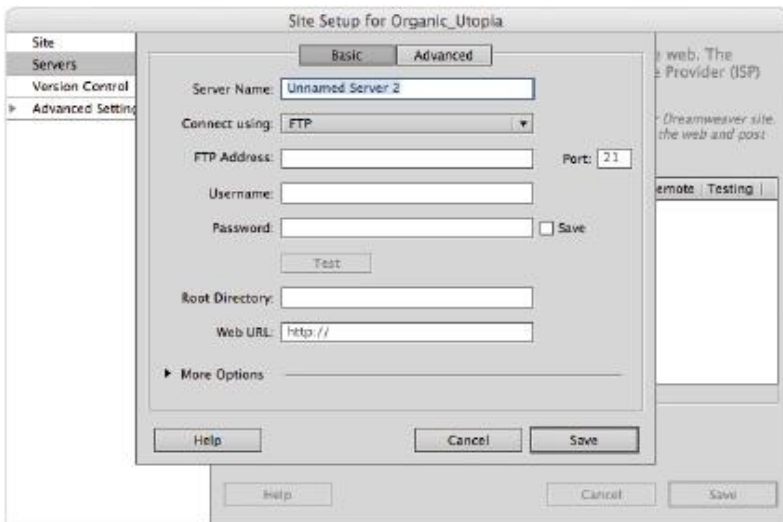 Site Setup for Organic_Utopia
Site
Servers
Version Control
Advanced Setting
Basic
Advanced
Server Name: Unnamed Server 2
Connect using: FTP
FTP Address:
Port: 21
Username:
Password:
Save
Test
Root Directory:
Web URL: http://
More Options
Help
Cancel
Save
web. The
Provider (ISP)
Dreamweaver site.
the web and post
emote
Testing
Help
Cancel
Save